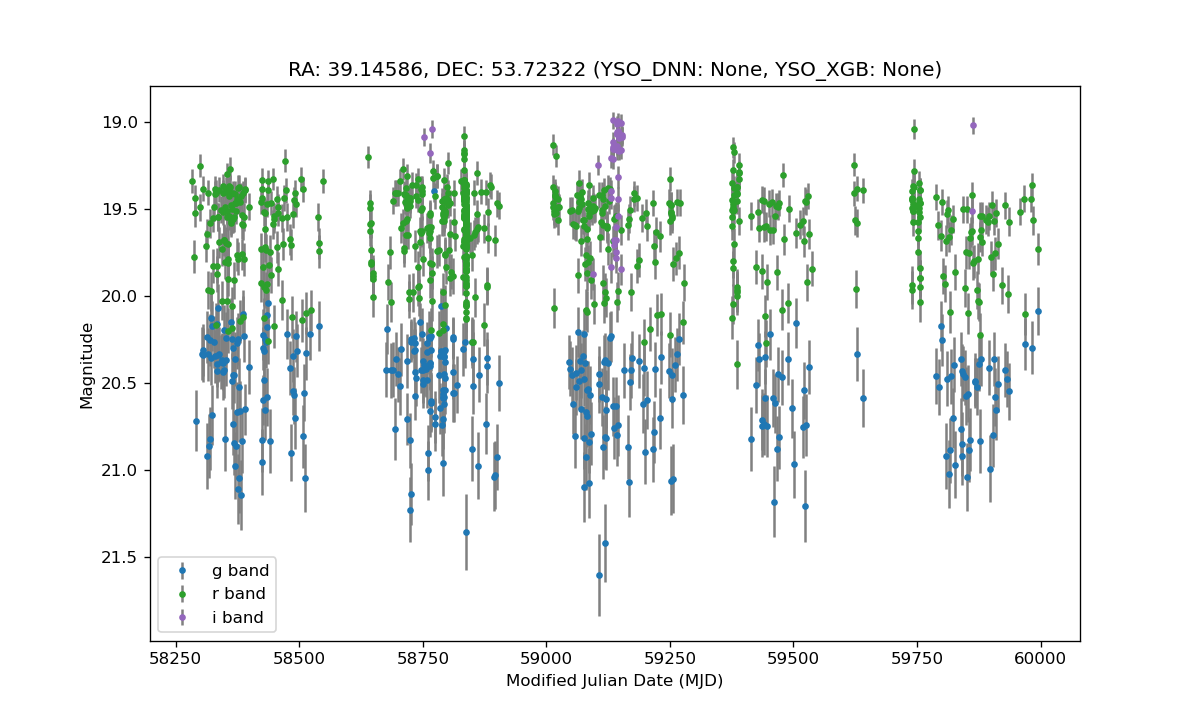 RA: 39.14586, DEC: 53.72322 (YSO_DNN: None, YSO_XGB: None)
Magnitude
19.0
19.5
20.0
20.5
21.0
21.5
g band
r band
i band
58250 58500 58750 59000 59250 59500 59750 60000
Modified Julian Date (MJD)